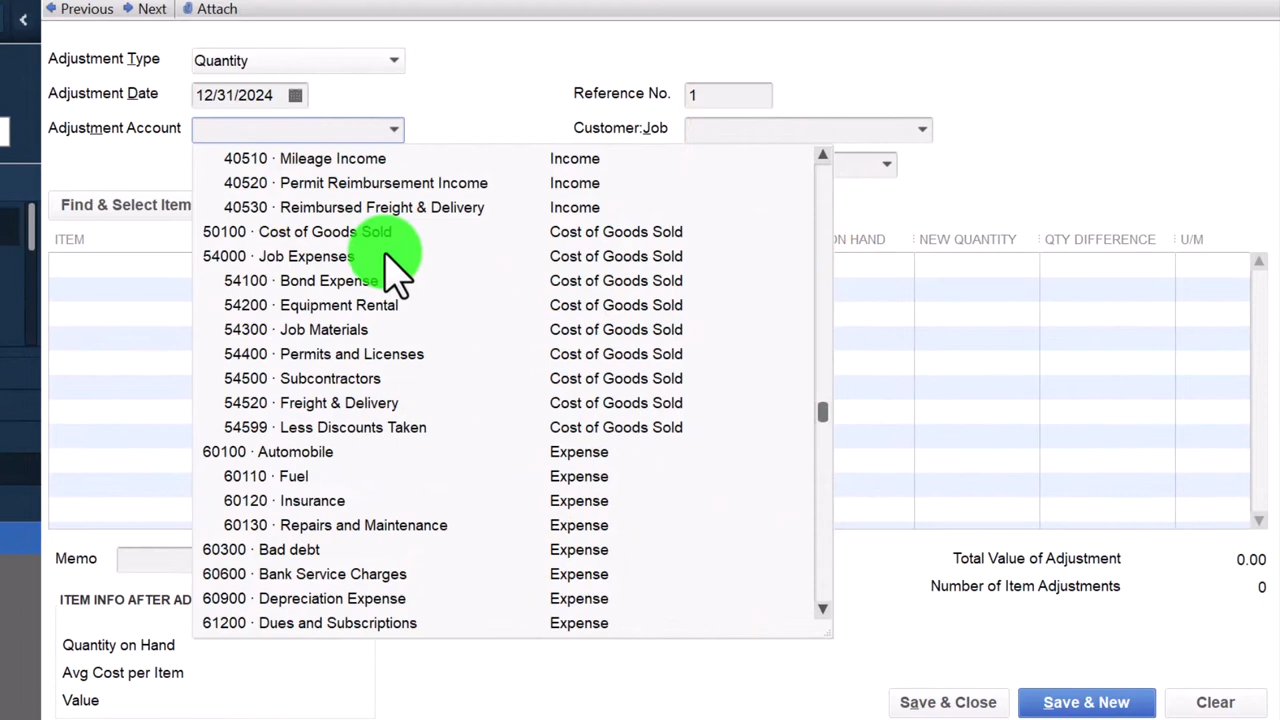 Previous Next Attach
Adjustment Type Quantity
Adjustment Date 12/31/2024 Reference No. 1
Adjustment Account Customer:Job
40510 · Mileage Income Income
40520 · Permit Reimbursement Income Income
40530 · Reimbursed Freight & Delivery Income
50100 · Cost of Goods Sold Cost of Goods Sold
54000 · Job Expenses Cost of Goods Sold
54100 · Bond Expense Cost of Goods Sold
54200 · Equipment Rental Cost of Goods Sold
54300 · Job Materials Cost of Goods Sold
54400 · Permits and Licenses Cost of Goods Sold
54500 · Subcontractors Cost of Goods Sold
54520 · Freight & Delivery Cost of Goods Sold
54599 · Less Discounts Taken Cost of Goods Sold
60100 · Automobile Expense
60110 · Fuel Expense
60120 · Insurance Expense
60130 · Repairs and Maintenance Expense
60300 · Bad debt Expense
60600 · Bank Service Charges Expense
60900 · Depreciation Expense Expense
61200 · Dues and Subscriptions Expense
Find & Select Item
ITEM ON HAND NEW QUANTITY QTY DIFFERENCE U/M
Memo Total Value of Adjustment 0.00
Number of Item Adjustments 0
ITEM INFO AFTER AD
Quantity on Hand
Avg Cost per Item
Value
Save & Close Save & New Clear